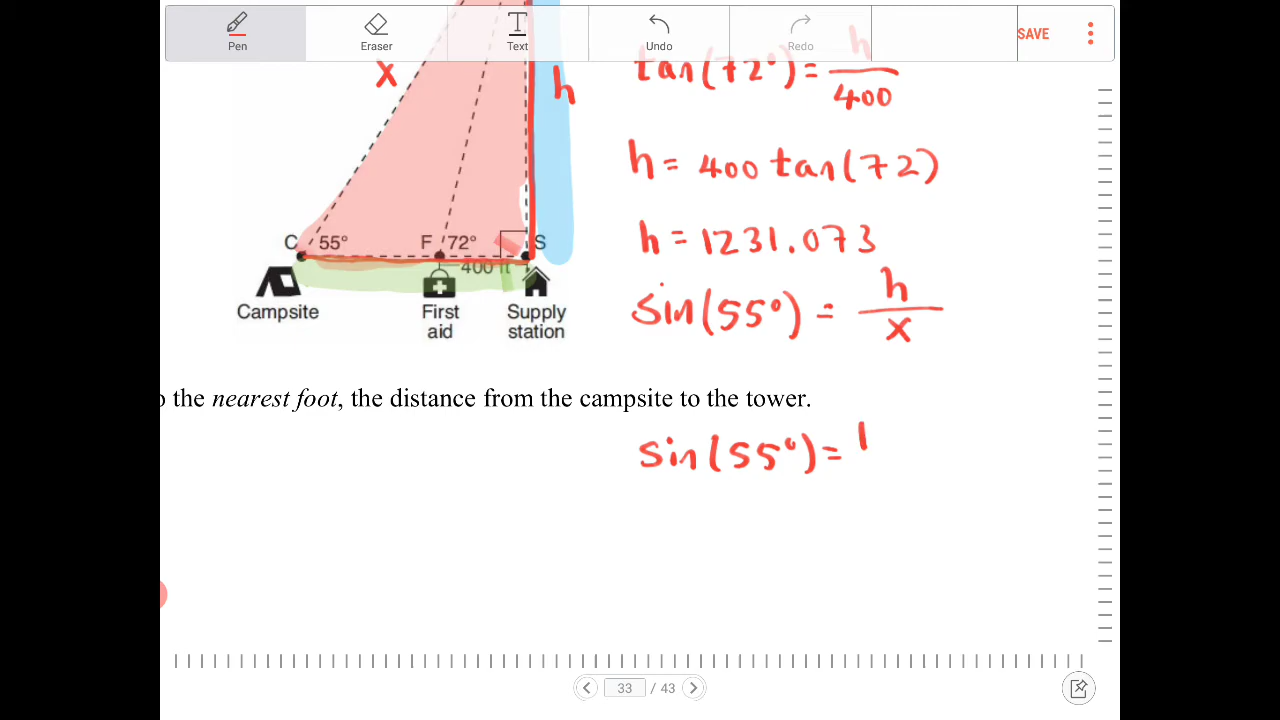 Pen Eraser Text Undo Redo SAVE
x h
tan(72°) = h/400
h = 400 tan(72)
C 55° F 72° S
400 ft
h = 1231.073
Campsite First aid Supply station
sin(55°) = h/x
the nearest foot, the distance from the campsite to the tower.
sin(55°) =
33 / 43